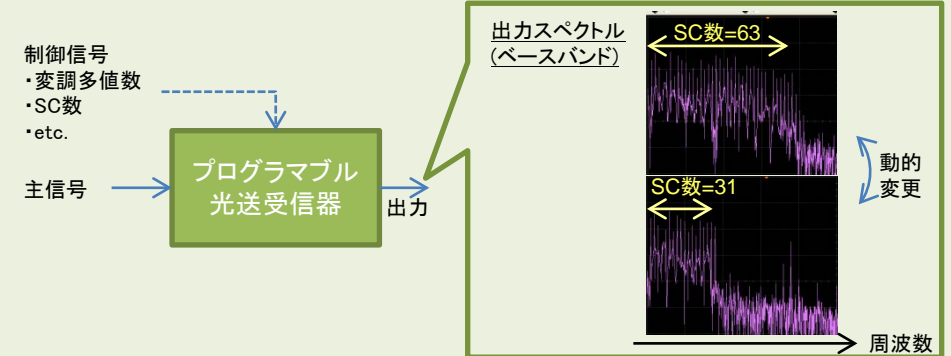 制御信号
・変調多値数
・SC数
・etc.
主信号
プログラマブル
光送受信器
出力
出力スペクトル
(ベースバンド)
SC数=63
SC数=31
動的
変更
周波数